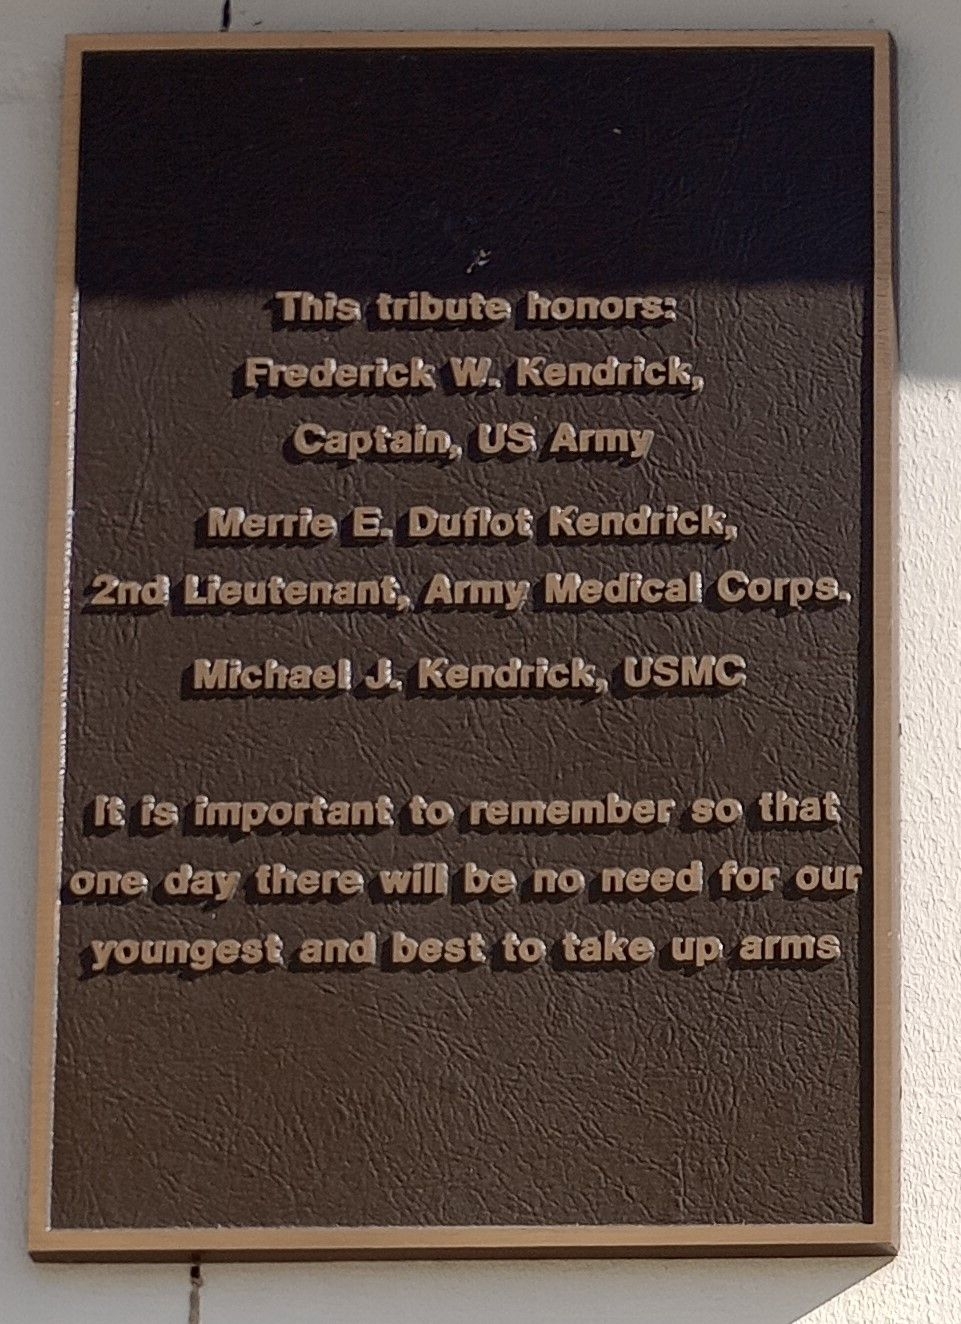 This tribute honors:
Frederick W. Kendrick,
Captain, US Army
Merrie E. Duflot Kendrick,
2nd Lieutenant, Army Medical Corps.
Michael J. Kendrick, USMC
It is important to remember so that
one day there will be no need for our
youngest and best to take up arms